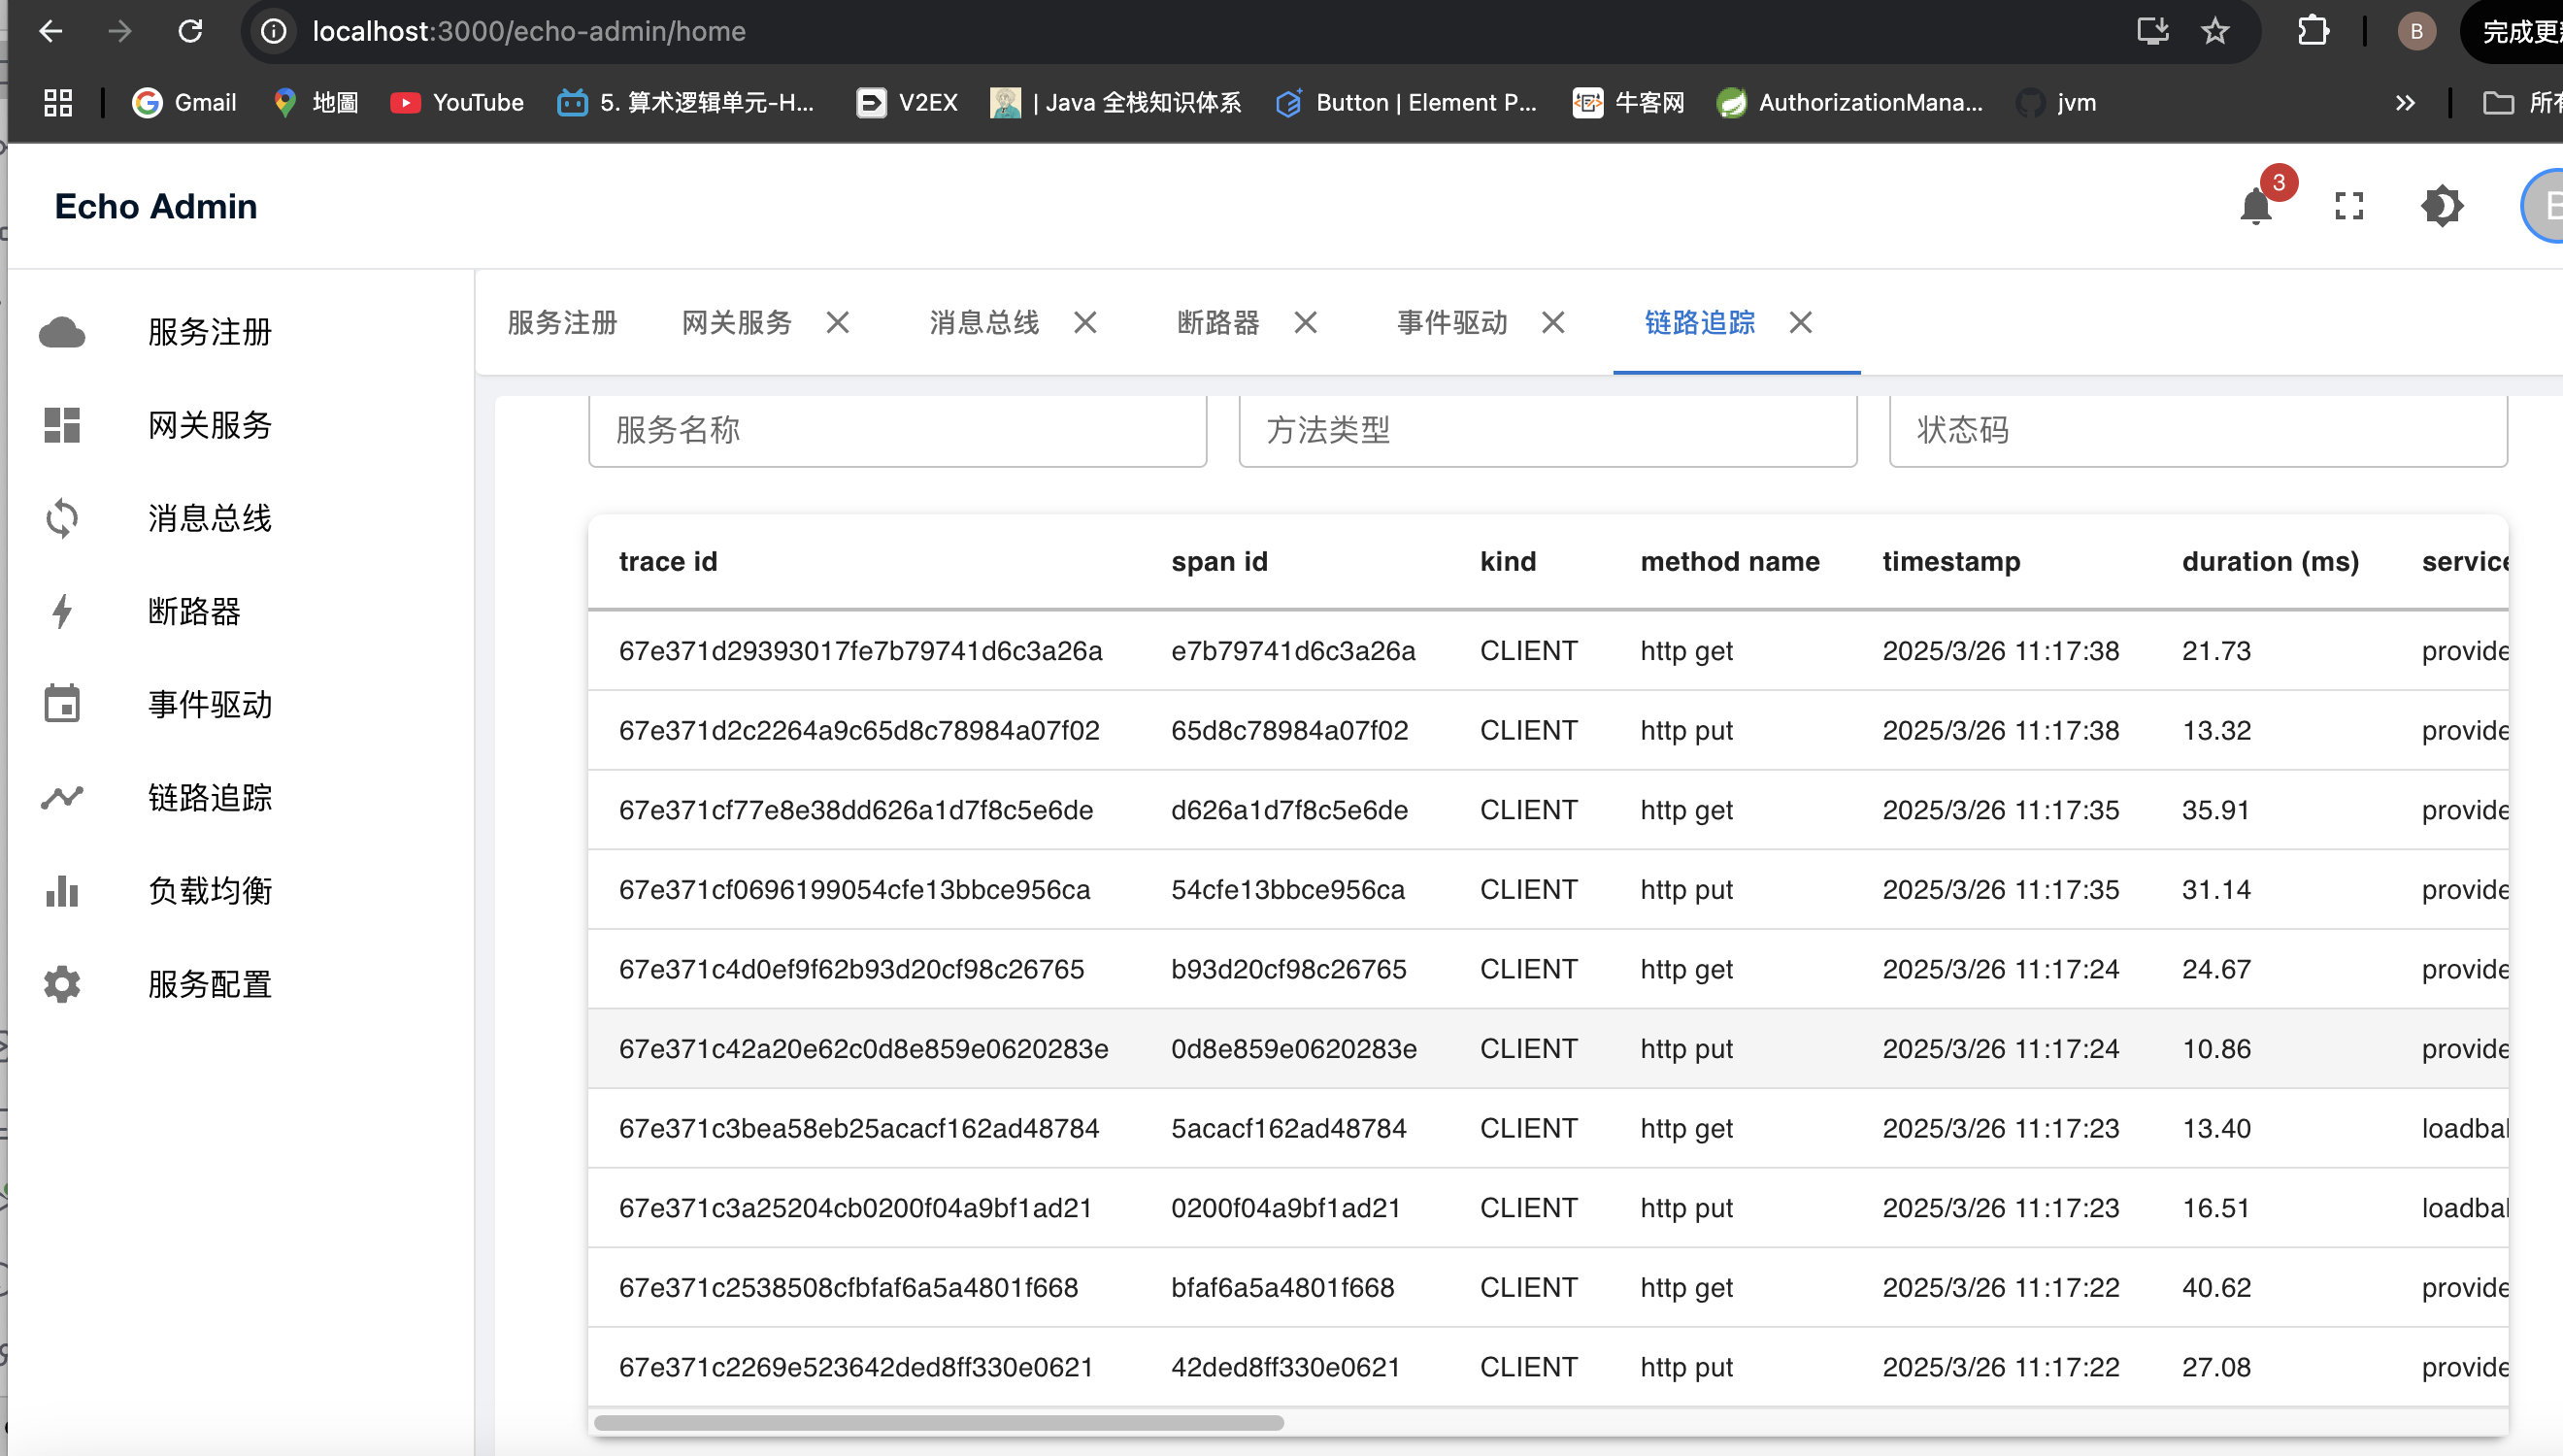 localhost:3000/echo-admin/home
B
完成更
Gmail
地圖
YouTube
5. 算术逻辑单元-H...
V2EX
| Java 全栈知识体系
Button | Element P...
牛客网
AuthorizationMana...
jvm
所有
Echo Admin
3
服务注册
网关服务
消息总线
断路器
事件驱动
链路追踪
负载均衡
服务配置
服务注册 网关服务 消息总线 断路器 事件驱动 链路追踪
服务名称 方法类型 状态码
trace id span id kind method name timestamp duration (ms) service
67e371d29393017fe7b79741d6c3a26a e7b79741d6c3a26a CLIENT http get 2025/3/26 11:17:38 21.73 provide
67e371d2c2264a9c65d8c78984a07f02 65d8c78984a07f02 CLIENT http put 2025/3/26 11:17:38 13.32 provide
67e371cf77e8e38dd626a1d7f8c5e6de d626a1d7f8c5e6de CLIENT http get 2025/3/26 11:17:35 35.91 provide
67e371cf0696199054cfe13bbce956ca 54cfe13bbce956ca CLIENT http put 2025/3/26 11:17:35 31.14 provide
67e371c4d0ef9f62b93d20cf98c26765 b93d20cf98c26765 CLIENT http get 2025/3/26 11:17:24 24.67 provide
67e371c42a20e62c0d8e859e0620283e 0d8e859e0620283e CLIENT http put 2025/3/26 11:17:24 10.86 provide
67e371c3bea58eb25acacf162ad48784 5acacf162ad48784 CLIENT http get 2025/3/26 11:17:23 13.40 loadbal
67e371c3a25204cb0200f04a9bf1ad21 0200f04a9bf1ad21 CLIENT http put 2025/3/26 11:17:23 16.51 loadbal
67e371c2538508cfbfaf6a5a4801f668 bfaf6a5a4801f668 CLIENT http get 2025/3/26 11:17:22 40.62 provide
67e371c2269e523642ded8ff330e0621 42ded8ff330e0621 CLIENT http put 2025/3/26 11:17:22 27.08 provide